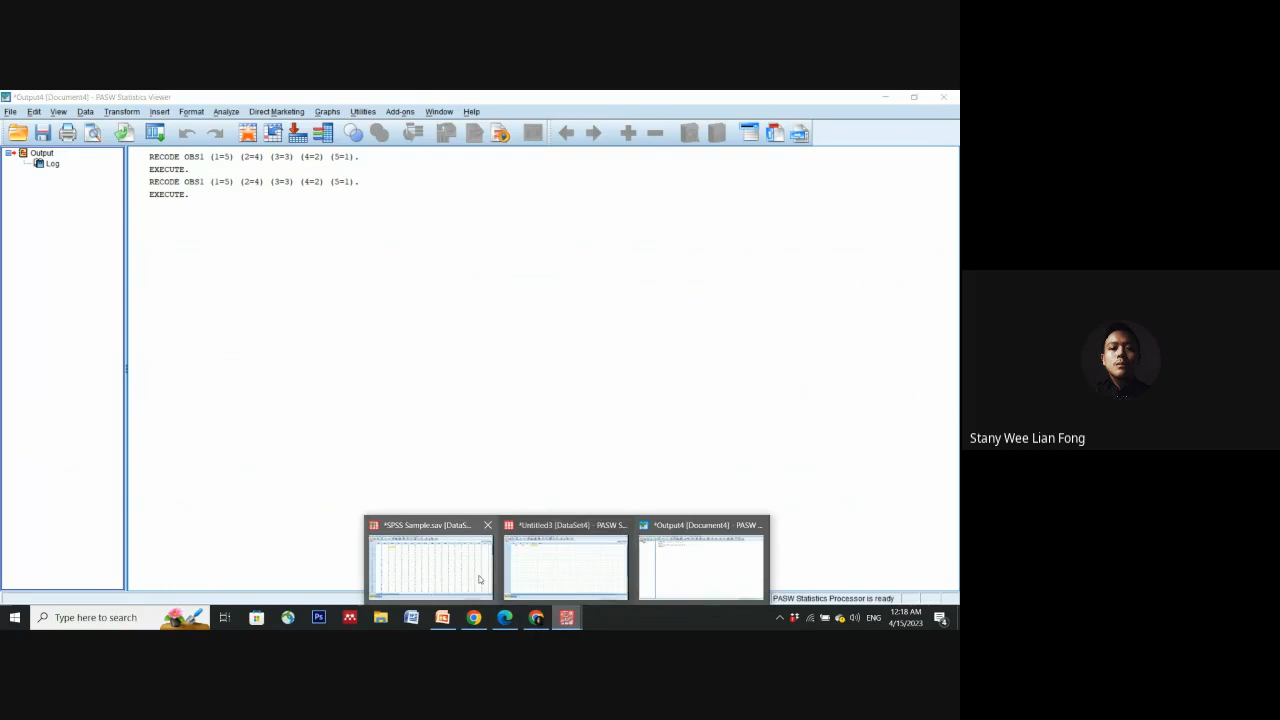 *Output4 [Document4] - PASW Statistics Viewer
File Edit View Data Transform Insert Format Analyze Direct Marketing Graphs Utilities Add-ons Window Help
Output
Log
RECODE OBS1 (1=5) (2=4) (3=3) (4=2) (5=1).
EXECUTE.
RECODE OBS1 (1=5) (2=4) (3=3) (4=2) (5=1).
EXECUTE.
Stany Wee Lian Fong
*SPSS Sample.sav [DataS...
*Untitled3 [DataSet4] - PASW S...
*Output4 [Document4] - PASW ...
PASW Statistics Processor is ready
Type here to search
Ps
ENG
12:18 AM
4/15/2023
4